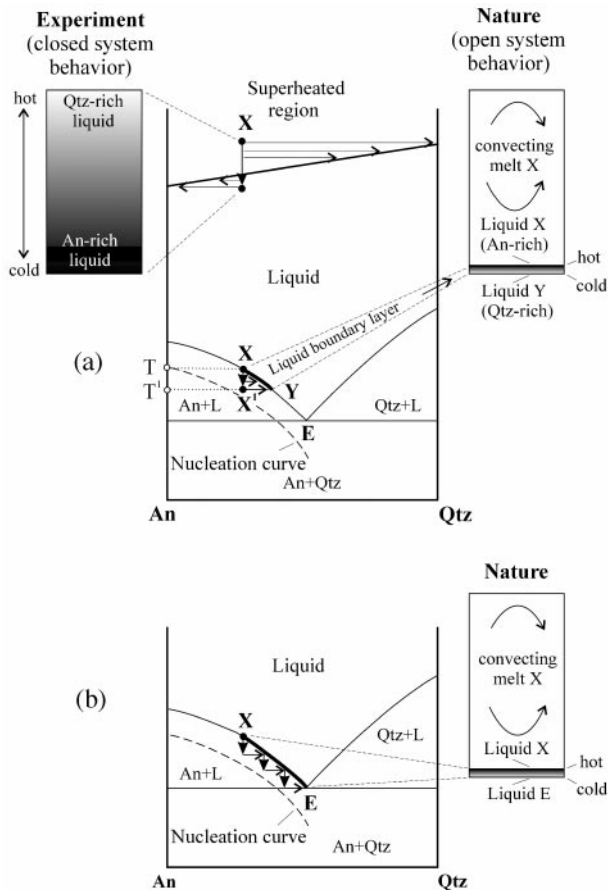 Experiment
(closed system
behavior)
Nature
(open system
behavior)
hot
Qtz-rich
liquid
An-rich
liquid
cold
Superheated
region
X
convecting
melt X
Liquid X
(An-rich)
hot
Liquid Y
(Qtz-rich)
cold
Liquid
Liquid boundary layer
(a)
T
X
T¹
X¹
Y
An+L
E
Qtz+L
Nucleation curve
An+Qtz
An
Qtz
Nature
Liquid
convecting
melt X
(b)
X
Qtz+L
Liquid X
hot
An+L
E
Liquid E
cold
Nucleation curve
An+Qtz
An
Qtz